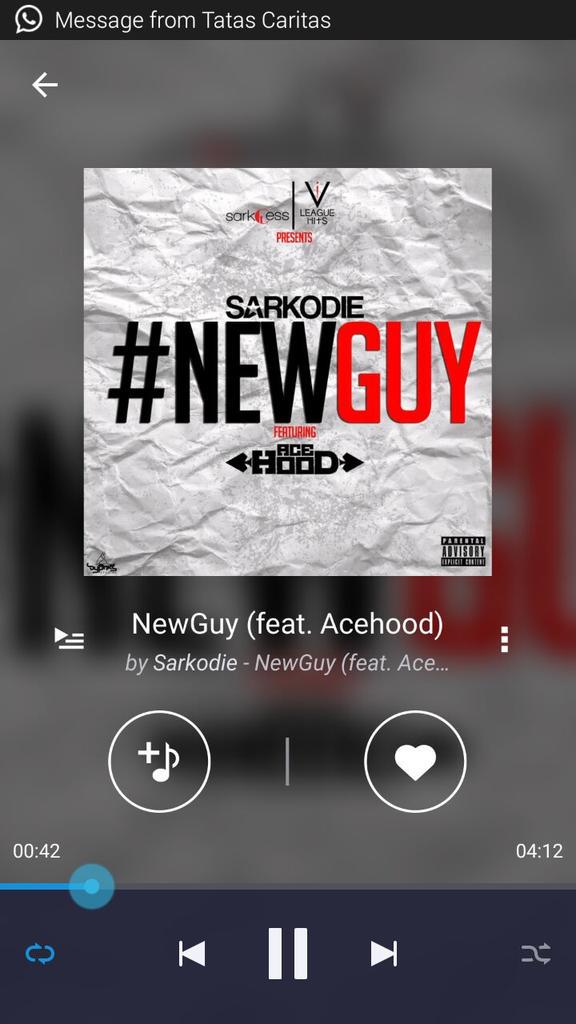 Message from Tatas Caritas
sarkcess
LEAGUE
HITS
PRESENTS
SARKODIE
#NEWGUY
FEATURING
ACE
HOOD
PARENTAL
ADVISORY
EXPLICIT CONTENT
NewGuy (feat. Acehood)
by Sarkodie - NewGuy (feat. Ace...
00:42
04:12